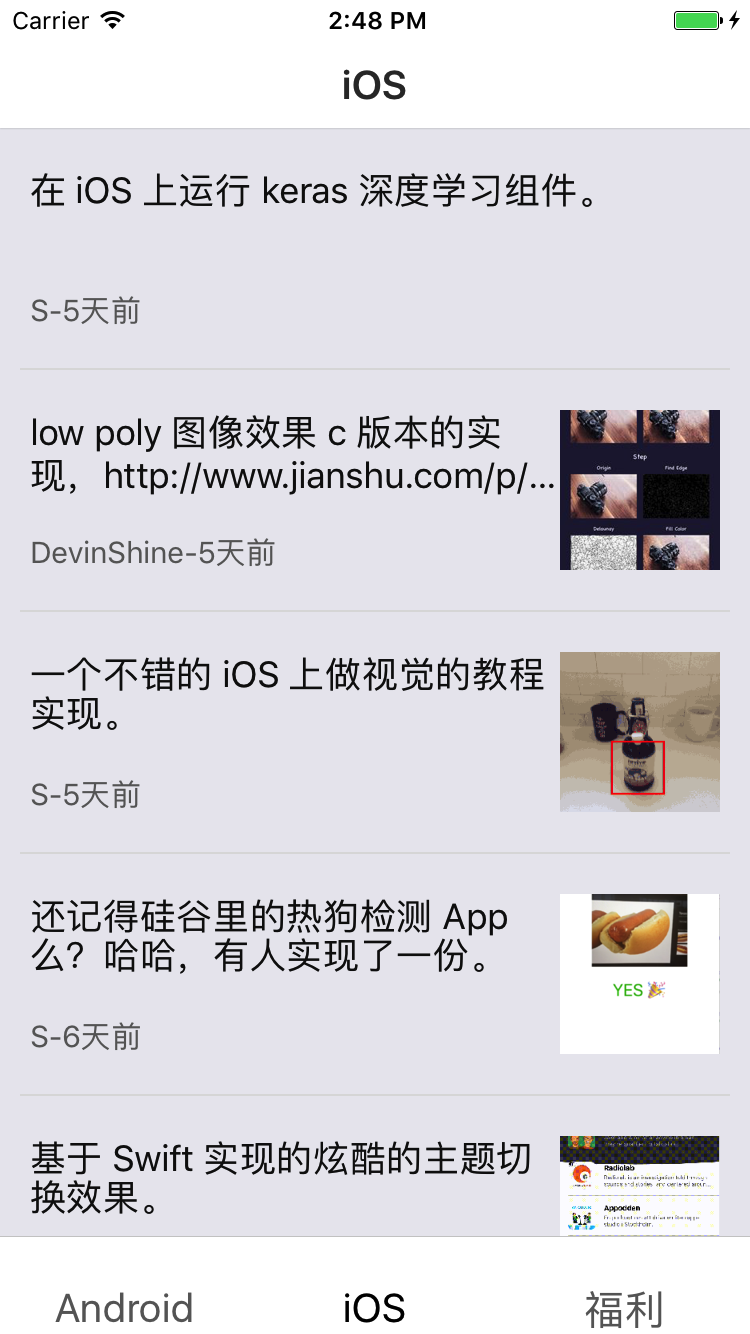 Carrier 2:48 PM
iOS
在 iOS 上运行 keras 深度学习组件。
S-5天前
low poly 图像效果 c 版本的实
现，http://www.jianshu.com/p/...
DevinShine-5天前
Step
Origin Find Edge
Delaunay Fill Color
一个不错的 iOS 上做视觉的教程
实现。
S-5天前
还记得硅谷里的热狗检测 App
么？哈哈，有人实现了一份。
YES 🎉
S-6天前
基于 Swift 实现的炫酷的主题切
换效果。
Radiolab
Appodden
Android iOS 福利